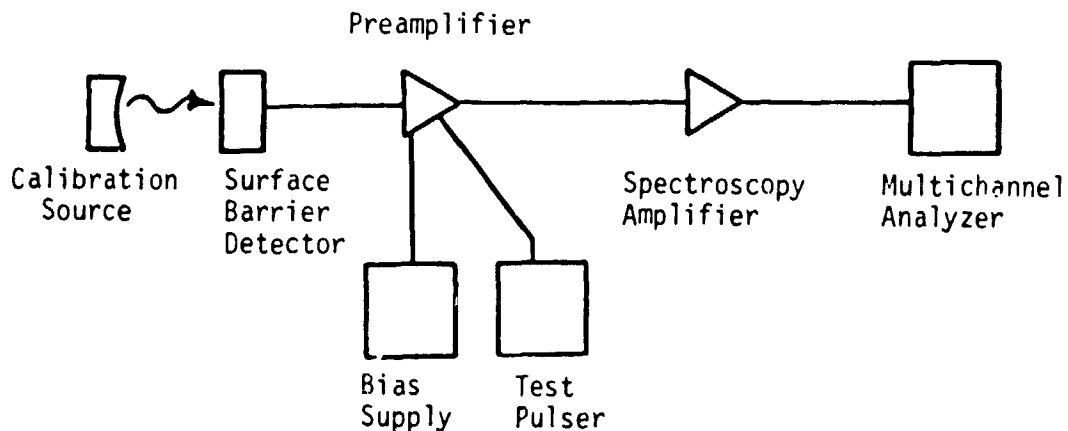 Preamplifier
Calibration
Source
Surface
Barrier
Detector
Spectroscopy
Amplifier
Multichannel
Analyzer
Bias
Supply
Test
Pulser